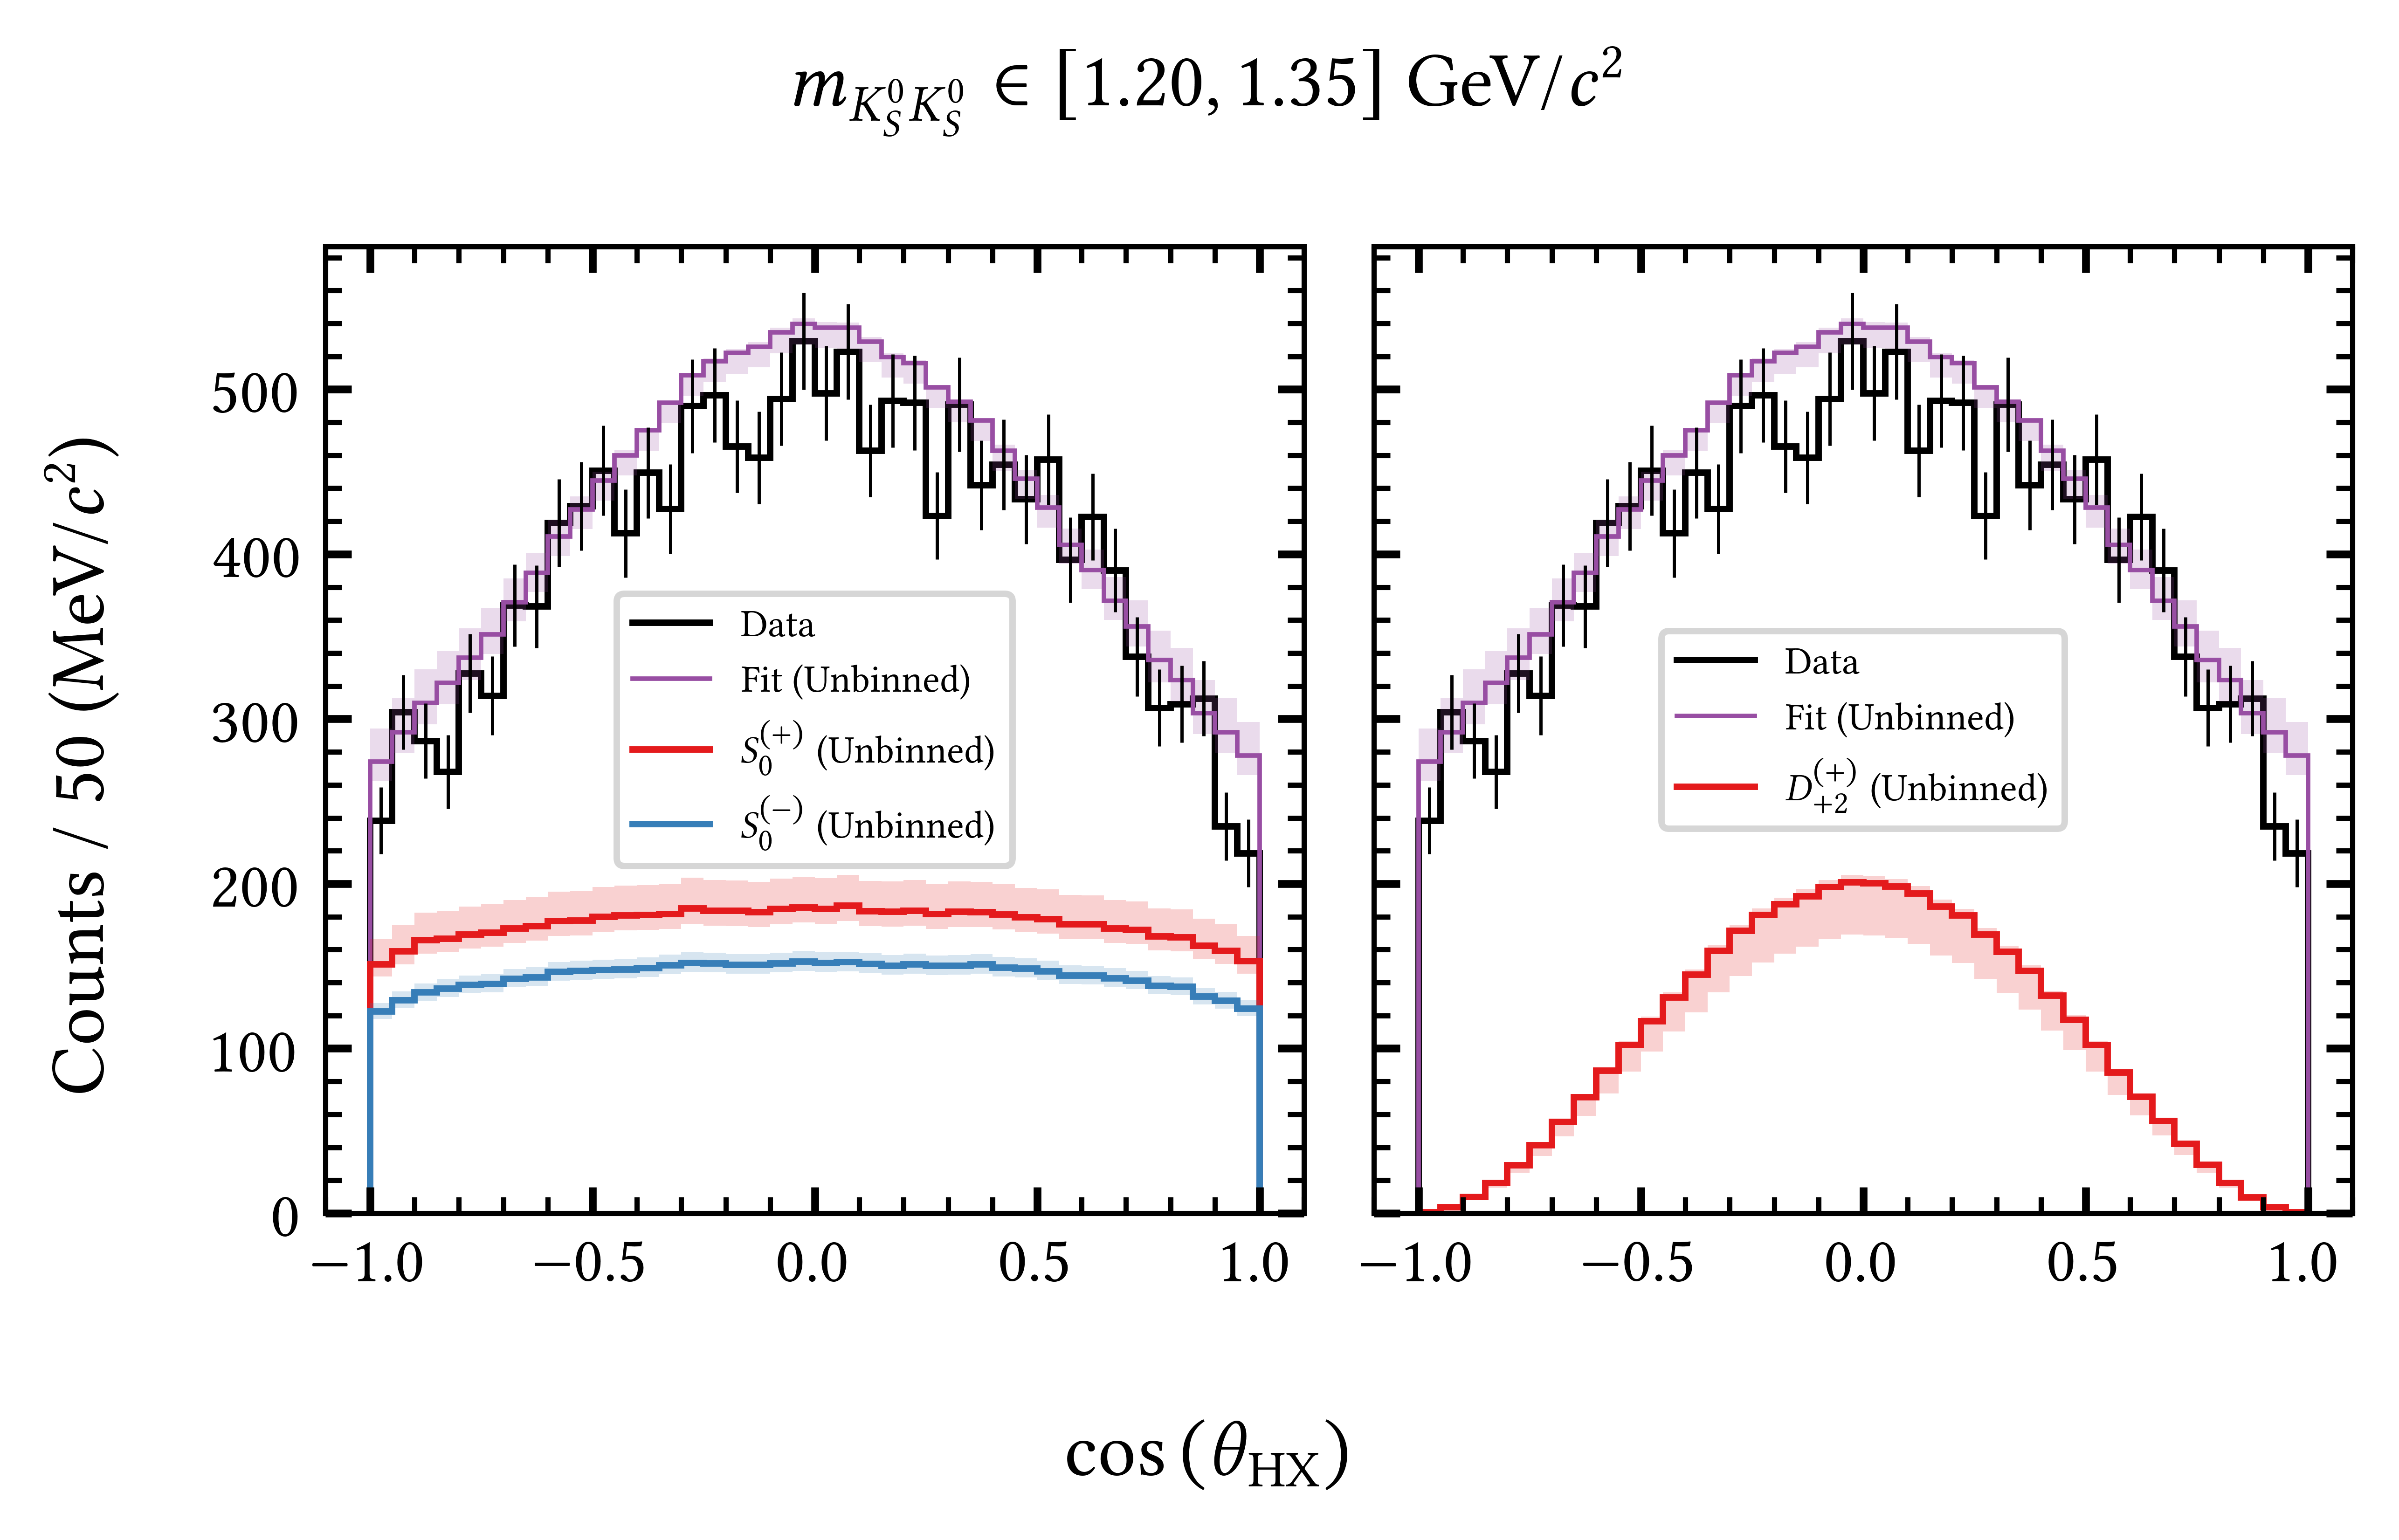 m_{K_S^0 K_S^0} ∈ [1.20, 1.35] GeV/c²
Counts / 50 (MeV/c²)
500
400
300
200
100
0
Data
Fit (Unbinned)
S_0^{(+)} (Unbinned)
S_0^{(−)} (Unbinned)
−1.0 −0.5 0.0 0.5 1.0
Data
Fit (Unbinned)
D_{+2}^{(+)} (Unbinned)
−1.0 −0.5 0.0 0.5 1.0
cos (θ_{HX})